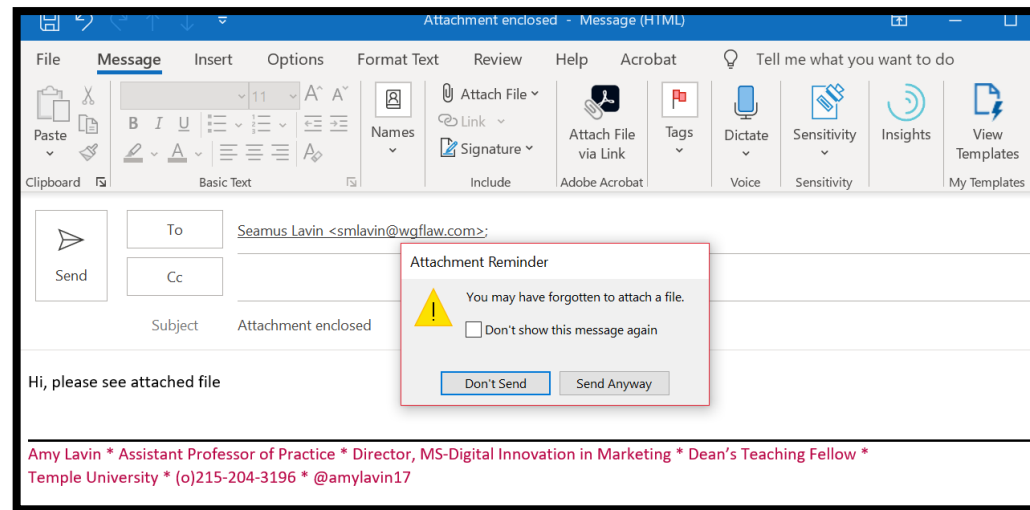 Attachment enclosed - Message (HTML)
File Message Insert Options Format Text Review Help Acrobat Tell me what you want to do
11 A^ A˅
Attach File
Link
Signature
B I U
A
A
Paste
Names
Attach File
via Link
Tags
Dictate
Sensitivity
Insights
View
Templates
Clipboard Basic Text Include Adobe Acrobat Voice Sensitivity My Templates
To Seamus Lavin <smlavin@wgflaw.com>;
Send Cc
Subject Attachment enclosed
Attachment Reminder
You may have forgotten to attach a file.
!
Don't show this message again
Don't Send Send Anyway
Hi, please see attached file
Amy Lavin * Assistant Professor of Practice * Director, MS-Digital Innovation in Marketing * Dean's Teaching Fellow *
Temple University * (o)215-204-3196 * @amylavin17